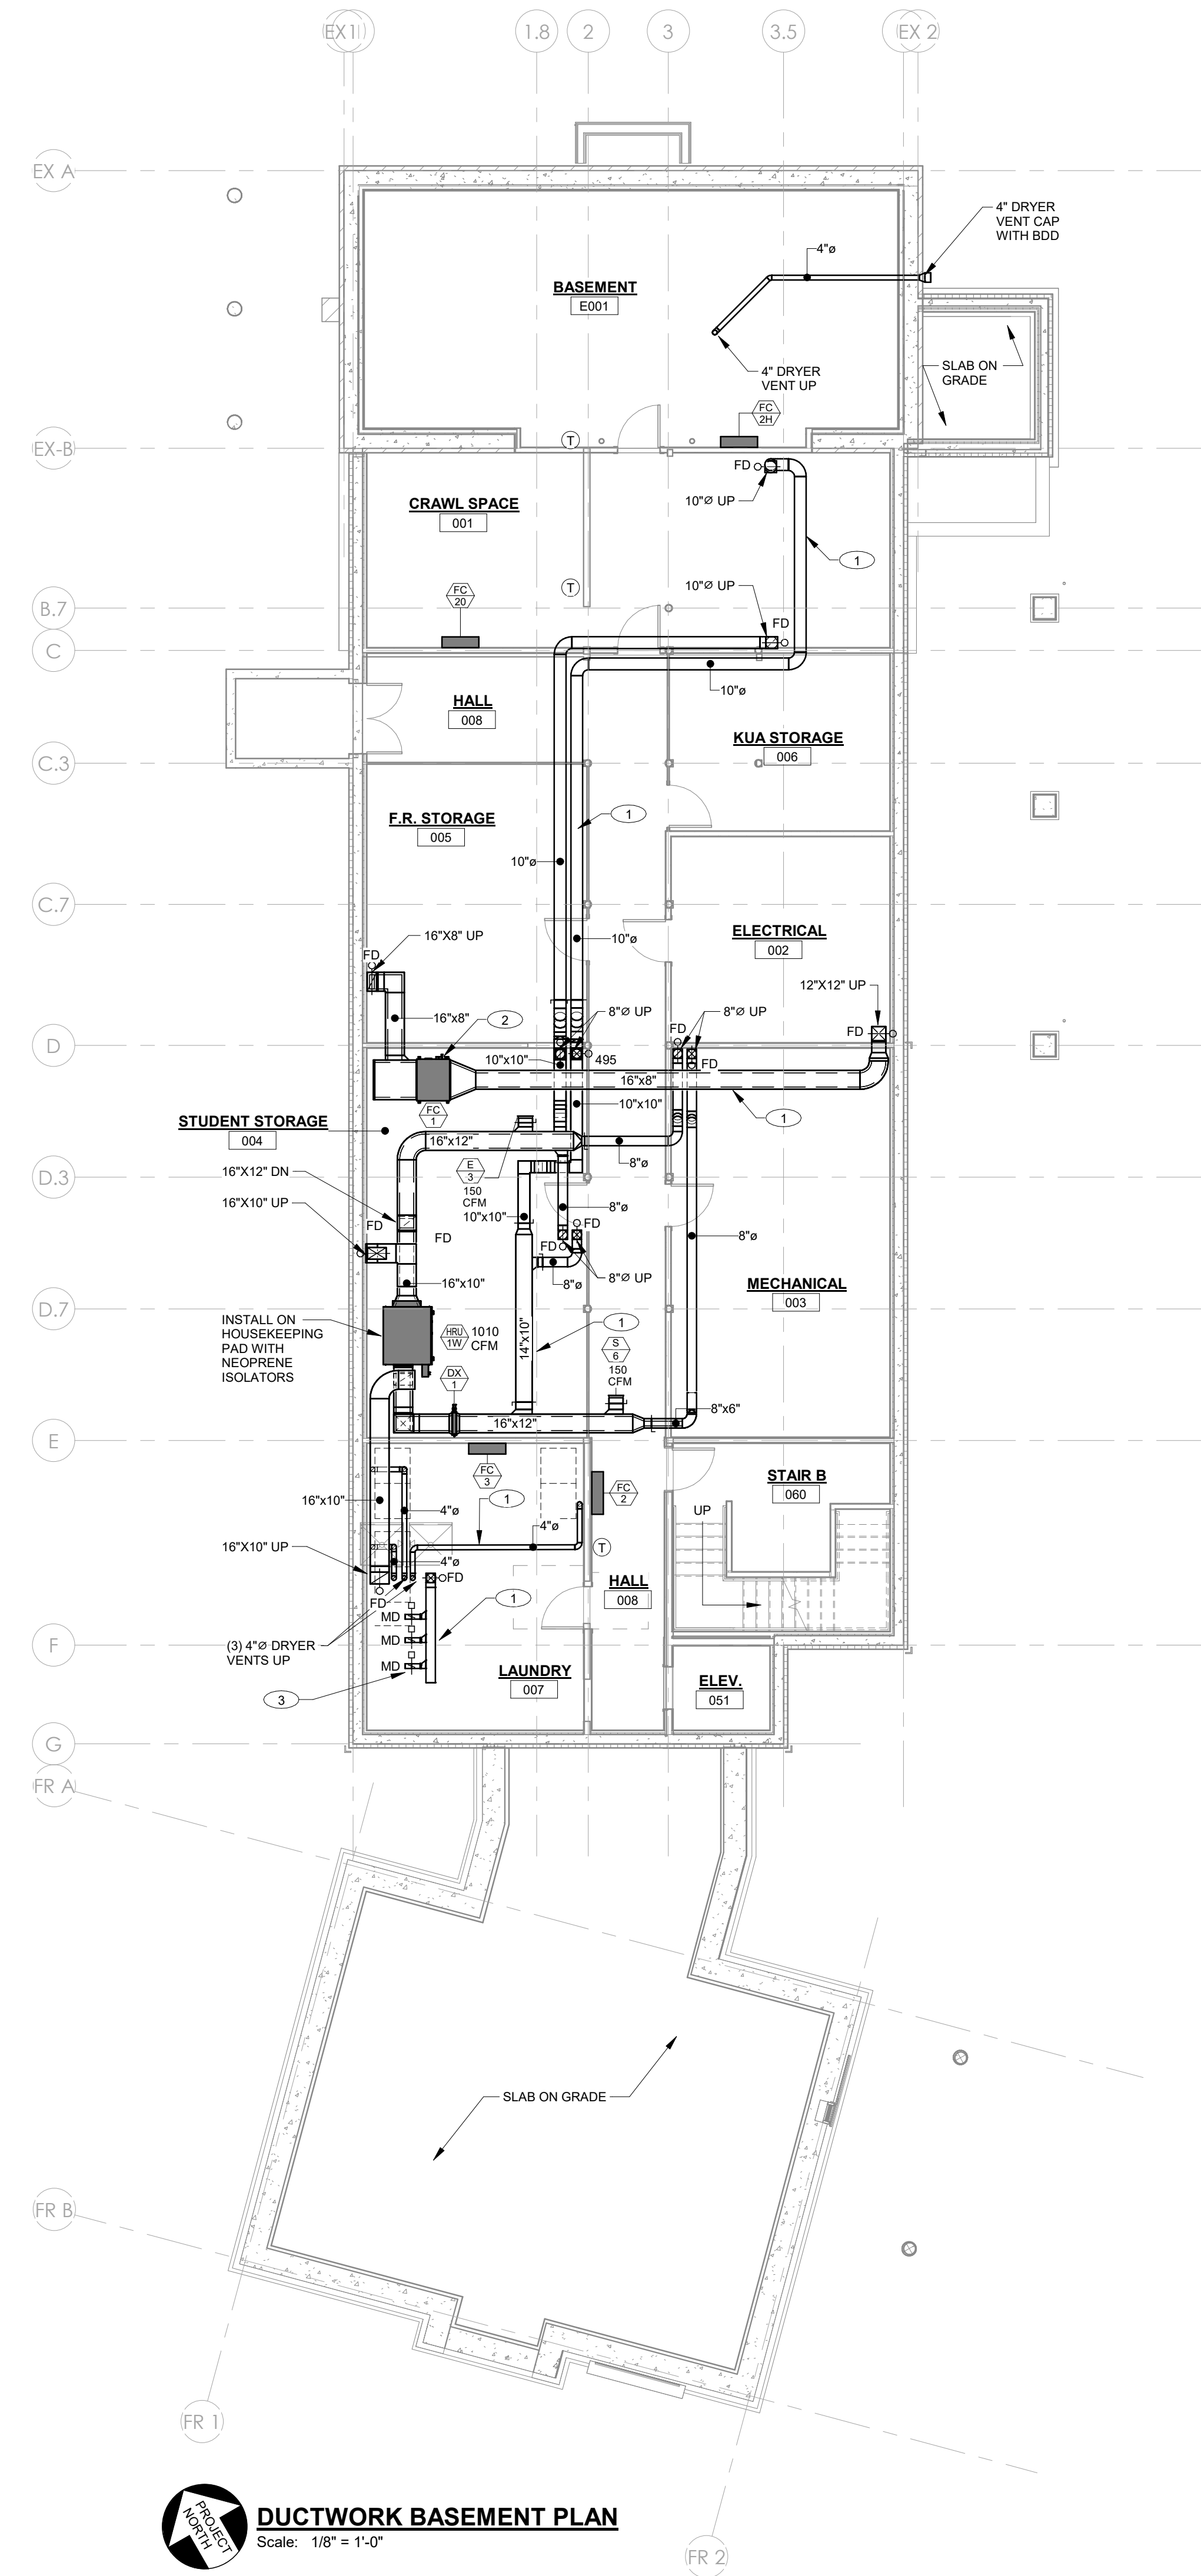 EX 1
1.8
2
3
3.5
EX 2
EX A
4" DRYER
VENT CAP
WITH BDD
4"ø
BASEMENT
E001
4" DRYER
VENT UP
SLAB ON
GRADE
FC
2H
EX-B
T
FD
CRAWL SPACE
001
10"Ø UP
1
T
FC
20
10"Ø UP
B.7
FD
C
10"ø
HALL
008
KUA STORAGE
006
C.3
F.R. STORAGE
005
1
10"ø
C.7
ELECTRICAL
002
16"X8" UP
10"ø
FD
12"X12" UP
16"x8"
2
8"Ø UP
8"Ø UP
FD
FD
D
10"x10"
495
FD
16"x8"
FC
1
10"x10"
1
STUDENT STORAGE
004
16"x12"
E
3
150
CFM
8"ø
16"X12" DN
D.3
16"X10" UP
10"x10"
8"ø
FD
FD
FD
FD
8"ø
8"Ø UP
8"ø
16"x10"
MECHANICAL
003
D.7
INSTALL ON
HOUSEKEEPING
PAD WITH
NEOPRENE
ISOLATORS
HRU
1W
1010
CFM
14"x10"
1
S
6
150
CFM
DX
1
8"x6"
16"x12"
E
FC
3
STAIR B
060
FC
2
16"x10"
1
4"ø
4"ø
UP
16"X10" UP
T
4"ø
HALL
008
FD
FD
1
MD
F
(3) 4"Ø DRYER
VENTS UP
MD
MD
LAUNDRY
007
ELEV.
051
3
G
FR A
SLAB ON GRADE
FR B
FR 1
PROJECT
NORTH
DUCTWORK BASEMENT PLAN
Scale: 1/8" = 1'-0"
FR 2